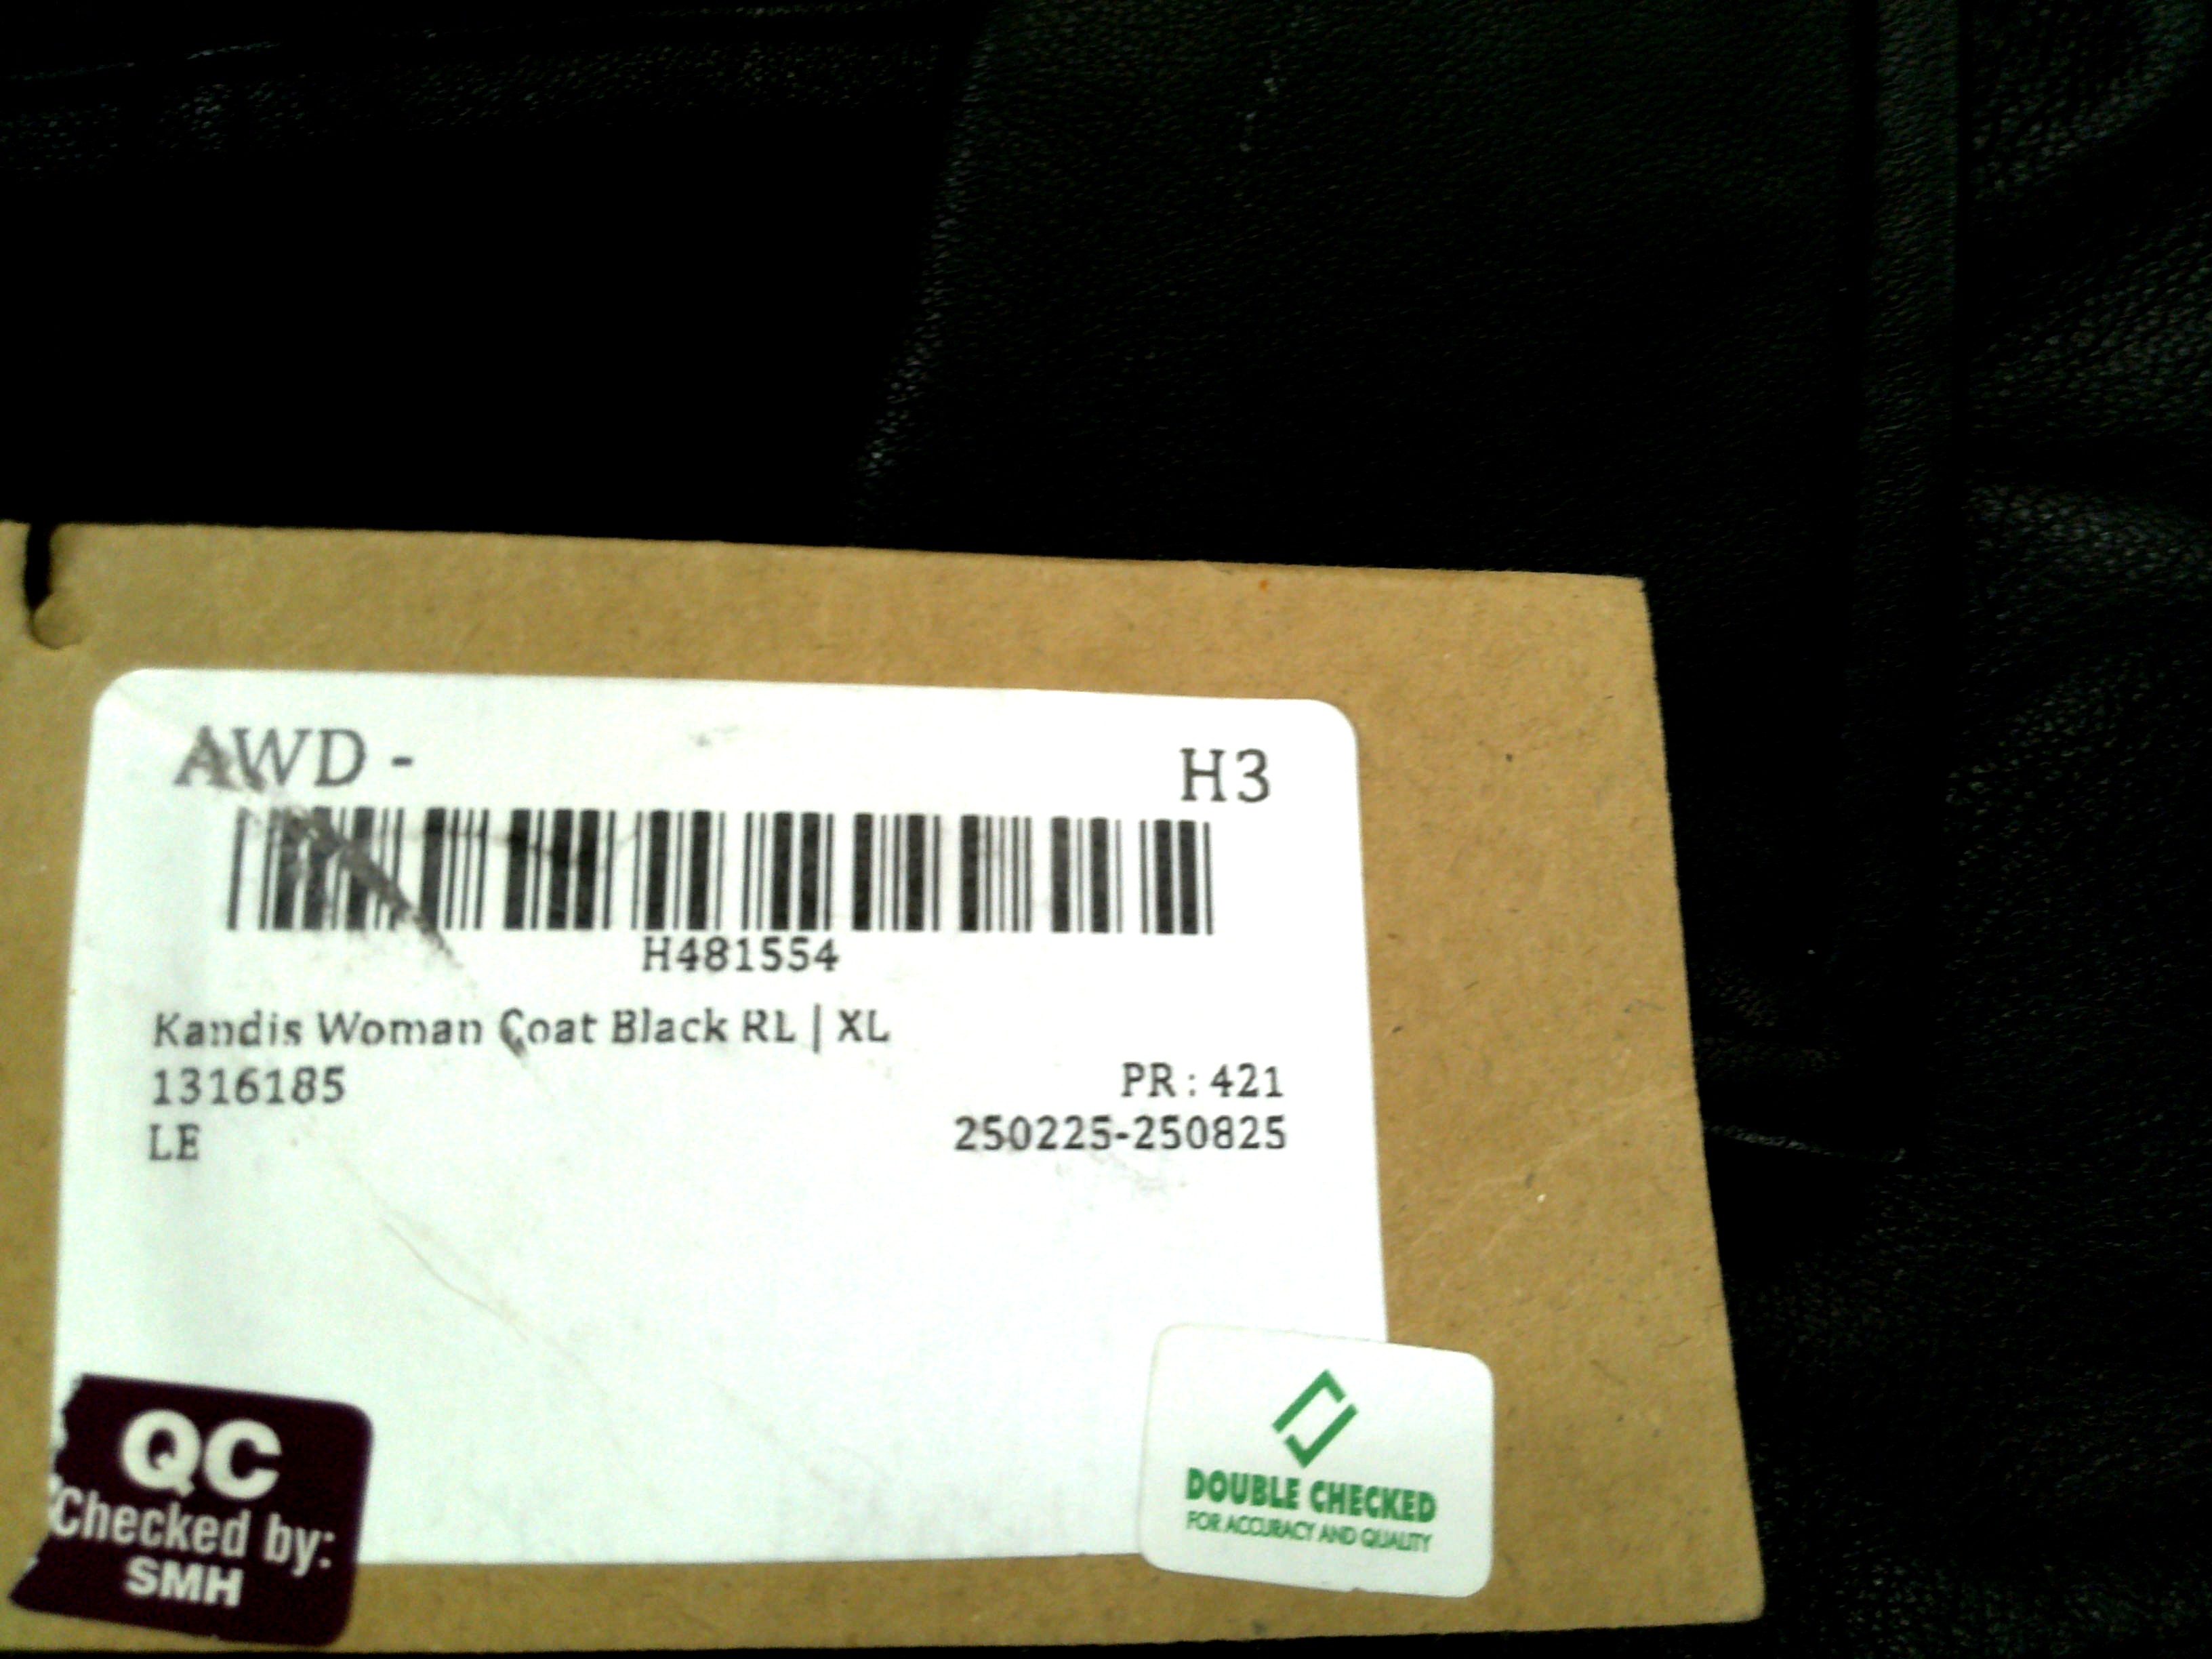 AWD - H3
H481554
Kandis Woman Coat Black RL | XL
1316185 PR : 421
LE 250225-250825
QC
Checked by:
SMH
DOUBLE CHECKED
FOR ACCURACY AND QUALITY